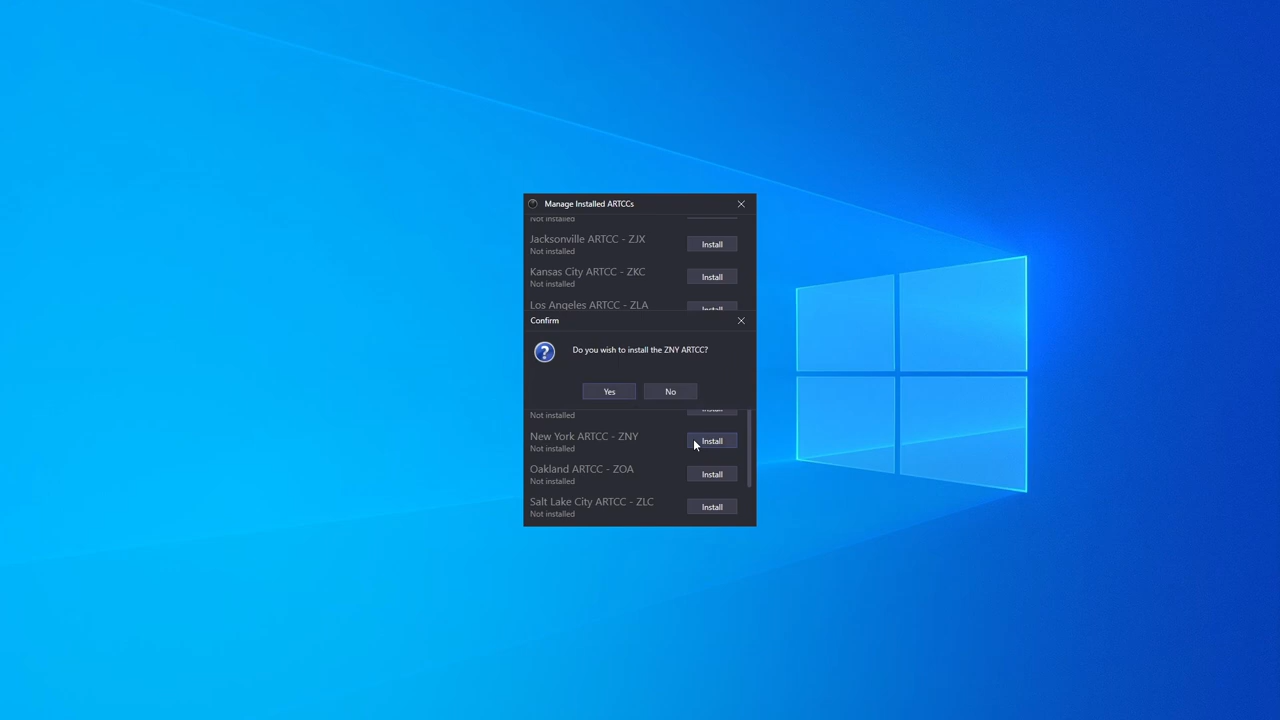 Manage Installed ARTCCs
Not installed
Jacksonville ARTCC - ZJX
Install
Not installed
Kansas City ARTCC - ZKC
Install
Not installed
Los Angeles ARTCC - ZLA
Install
Confirm
Do you wish to install the ZNY ARTCC?
Yes
No
Install
Not installed
New York ARTCC - ZNY
Install
Not installed
Oakland ARTCC - ZOA
Install
Not installed
Salt Lake City ARTCC - ZLC
Install
Not installed